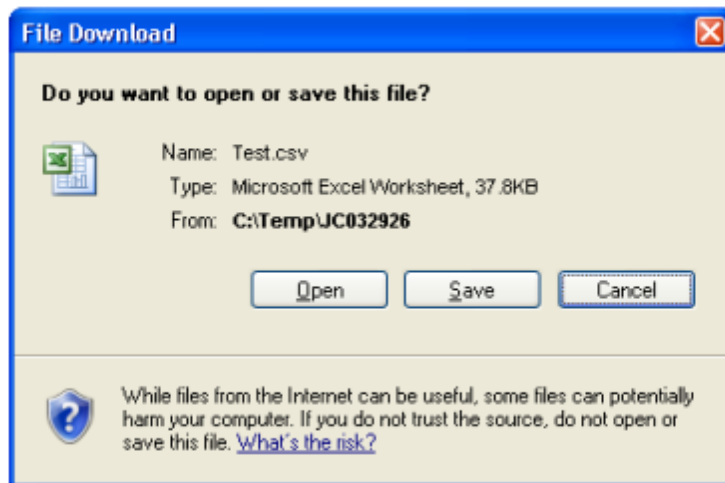 File Download
Do you want to open or save this file?
Name: Test.csv
Type: Microsoft Excel Worksheet, 37.8KB
From: C:\Temp\JC032926
Open Save Cancel
While files from the Internet can be useful, some files can potentially
harm your computer. If you do not trust the source, do not open or
save this file. What's the risk?